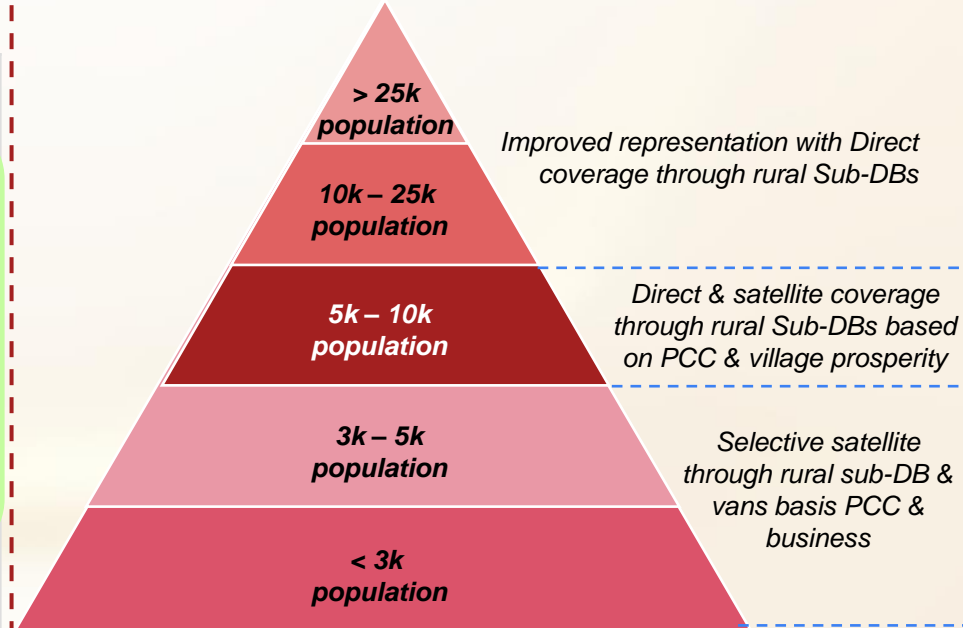 > 25k
population
Improved representation with Direct
coverage through rural Sub-DBs
10k – 25k
population
5k – 10k
population
Direct & satellite coverage
through rural Sub-DBs based
on PCC & village prosperity
3k – 5k
population
Selective satellite
through rural sub-DB &
vans basis PCC &
business
< 3k
population